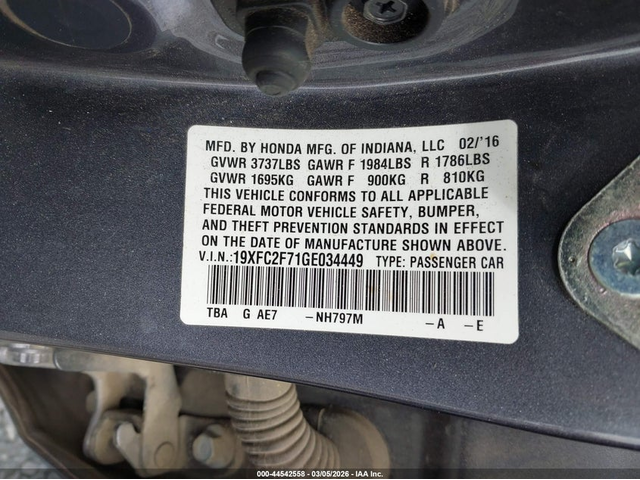 MFD. BY HONDA MFG. OF INDIANA, LLC 02/'16
GVWR 3737LBS GAWR F 1984LBS R 1786LBS
GVWR 1695KG GAWR F 900KG R 810KG
THIS VEHICLE CONFORMS TO ALL APPLICABLE
FEDERAL MOTOR VEHICLE SAFETY, BUMPER,
AND THEFT PREVENTION STANDARDS IN EFFECT
ON THE DATE OF MANUFACTURE SHOWN ABOVE.
V.I.N.:19XFC2F71GE034449 TYPE: PASSENGER CAR
TBA G AE7 -NH797M -A -E
000-44542558 - 03/05/2026 - IAA Inc.